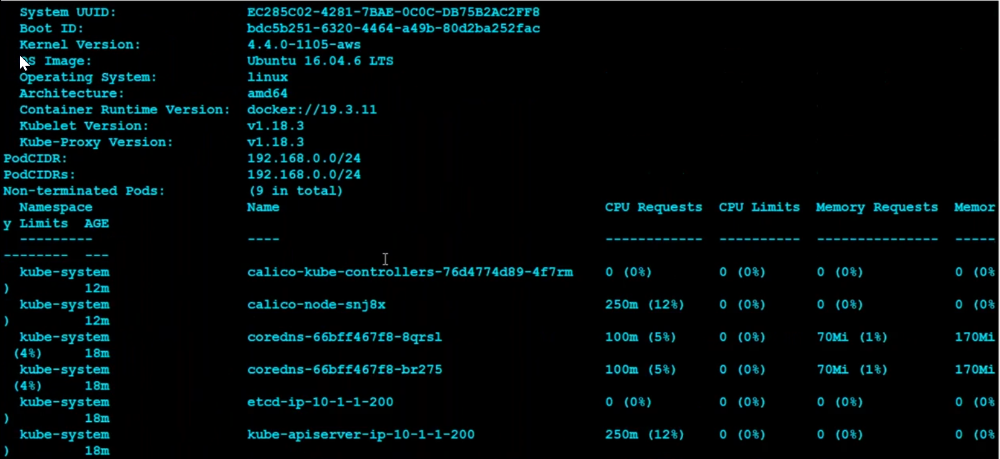 System UUID: EC285C02-4281-7BAE-0C0C-DB75B2AC2FF8
Boot ID: bdc5b251-6320-4464-a49b-80d2ba252fac
Kernel Version: 4.4.0-1105-aws
OS Image: Ubuntu 16.04.6 LTS
Operating System: linux
Architecture: amd64
Container Runtime Version: docker://19.3.11
Kubelet Version: v1.18.3
Kube-Proxy Version: v1.18.3
PodCIDR: 192.168.0.0/24
PodCIDRs: 192.168.0.0/24
Non-terminated Pods: (9 in total)
Namespace Name CPU Requests CPU Limits Memory Requests Memor
y Limits AGE
--------- ---- ------------ ---------- --------------- -----
-------- ---
kube-system calico-kube-controllers-76d4774d89-4f7rm 0 (0%) 0 (0%) 0 (0%) 0 (0%
) 12m
kube-system calico-node-snj8x 250m (12%) 0 (0%) 0 (0%) 0 (0%
) 12m
kube-system coredns-66bff467f8-8qrsl 100m (5%) 0 (0%) 70Mi (1%) 170Mi
(4%) 18m
kube-system coredns-66bff467f8-br275 100m (5%) 0 (0%) 70Mi (1%) 170Mi
(4%) 18m
kube-system etcd-ip-10-1-1-200 0 (0%) 0 (0%) 0 (0%) 0 (0%
) 18m
kube-system kube-apiserver-ip-10-1-1-200 250m (12%) 0 (0%) 0 (0%) 0 (0%
) 18m